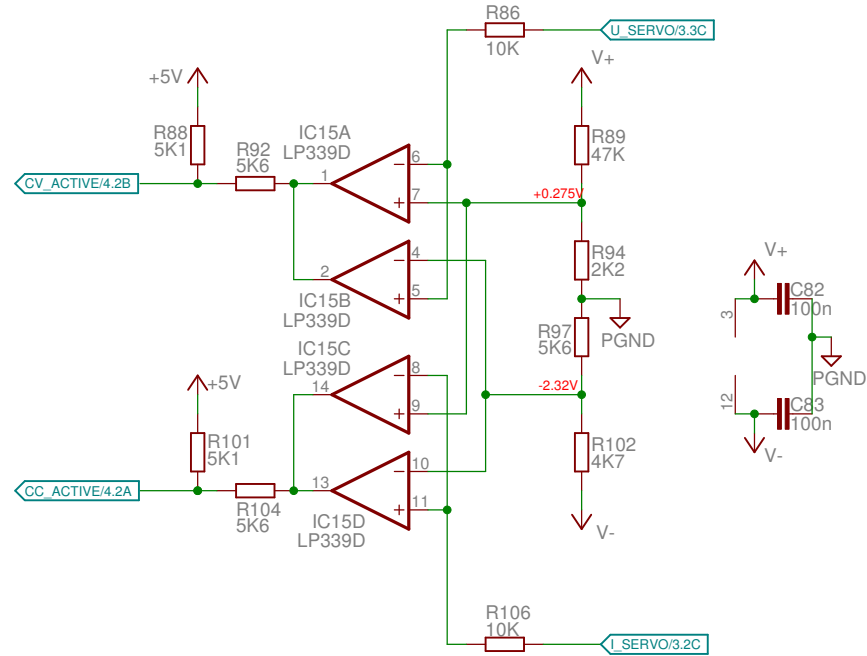 R86
10K
U_SERVO/3.3C
V+
+5V
R88
5K1
R92
5K6
IC15A
LP339D
6
7
1
R89
47K
CV_ACTIVE/4.2B
+0.275V
4
5
2
IC15B
LP339D
R94
2K2
V+
C82
100n
3
PGND
R97
5K6
IC15C
LP339D
8
9
14
+5V
PGND
-2.32V
12
C83
100n
V-
R101
5K1
10
11
13
R102
4K7
CC_ACTIVE/4.2A
R104
5K6
IC15D
LP339D
V-
R106
10K
I_SERVO/3.2C